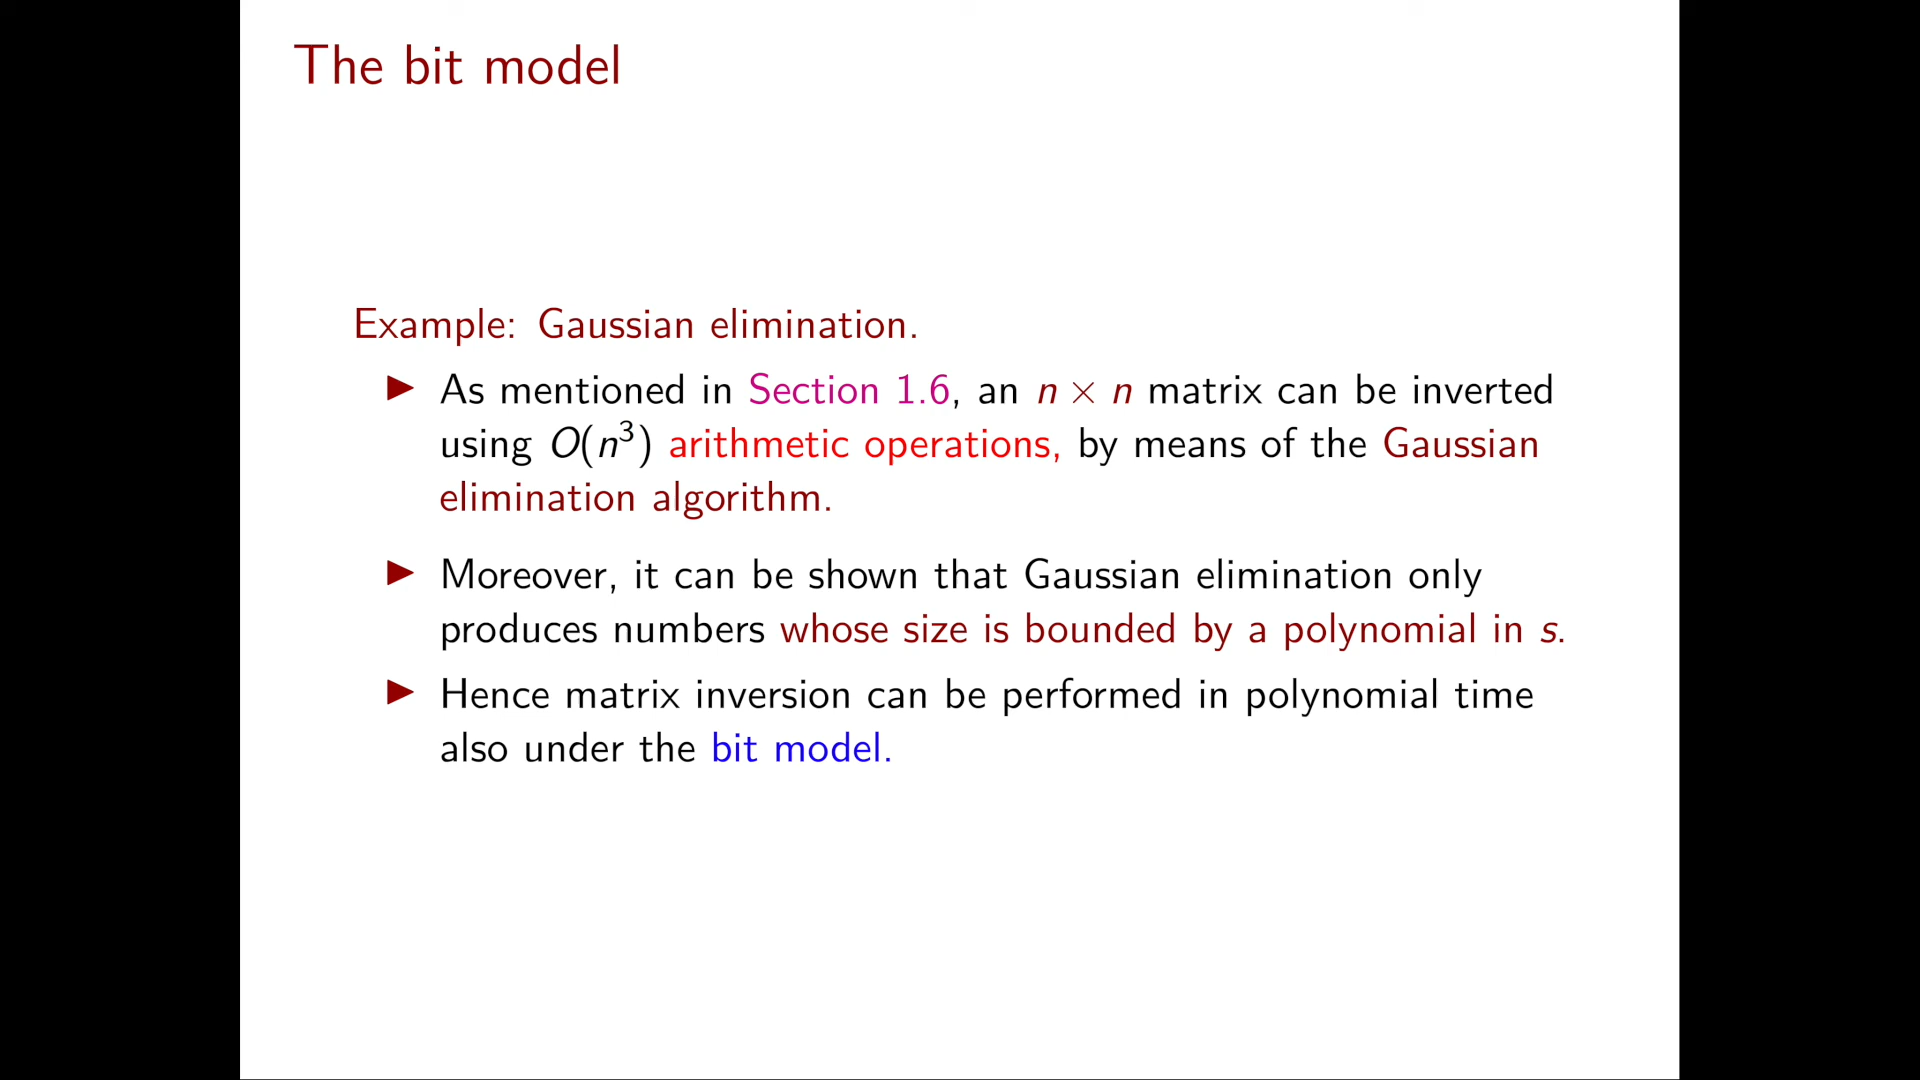 The bit model
Example: Gaussian elimination.
▶ As mentioned in Section 1.6, an n × n matrix can be inverted
using O(n³) arithmetic operations, by means of the Gaussian
elimination algorithm.
▶ Moreover, it can be shown that Gaussian elimination only
produces numbers whose size is bounded by a polynomial in s.
▶ Hence matrix inversion can be performed in polynomial time
also under the bit model.